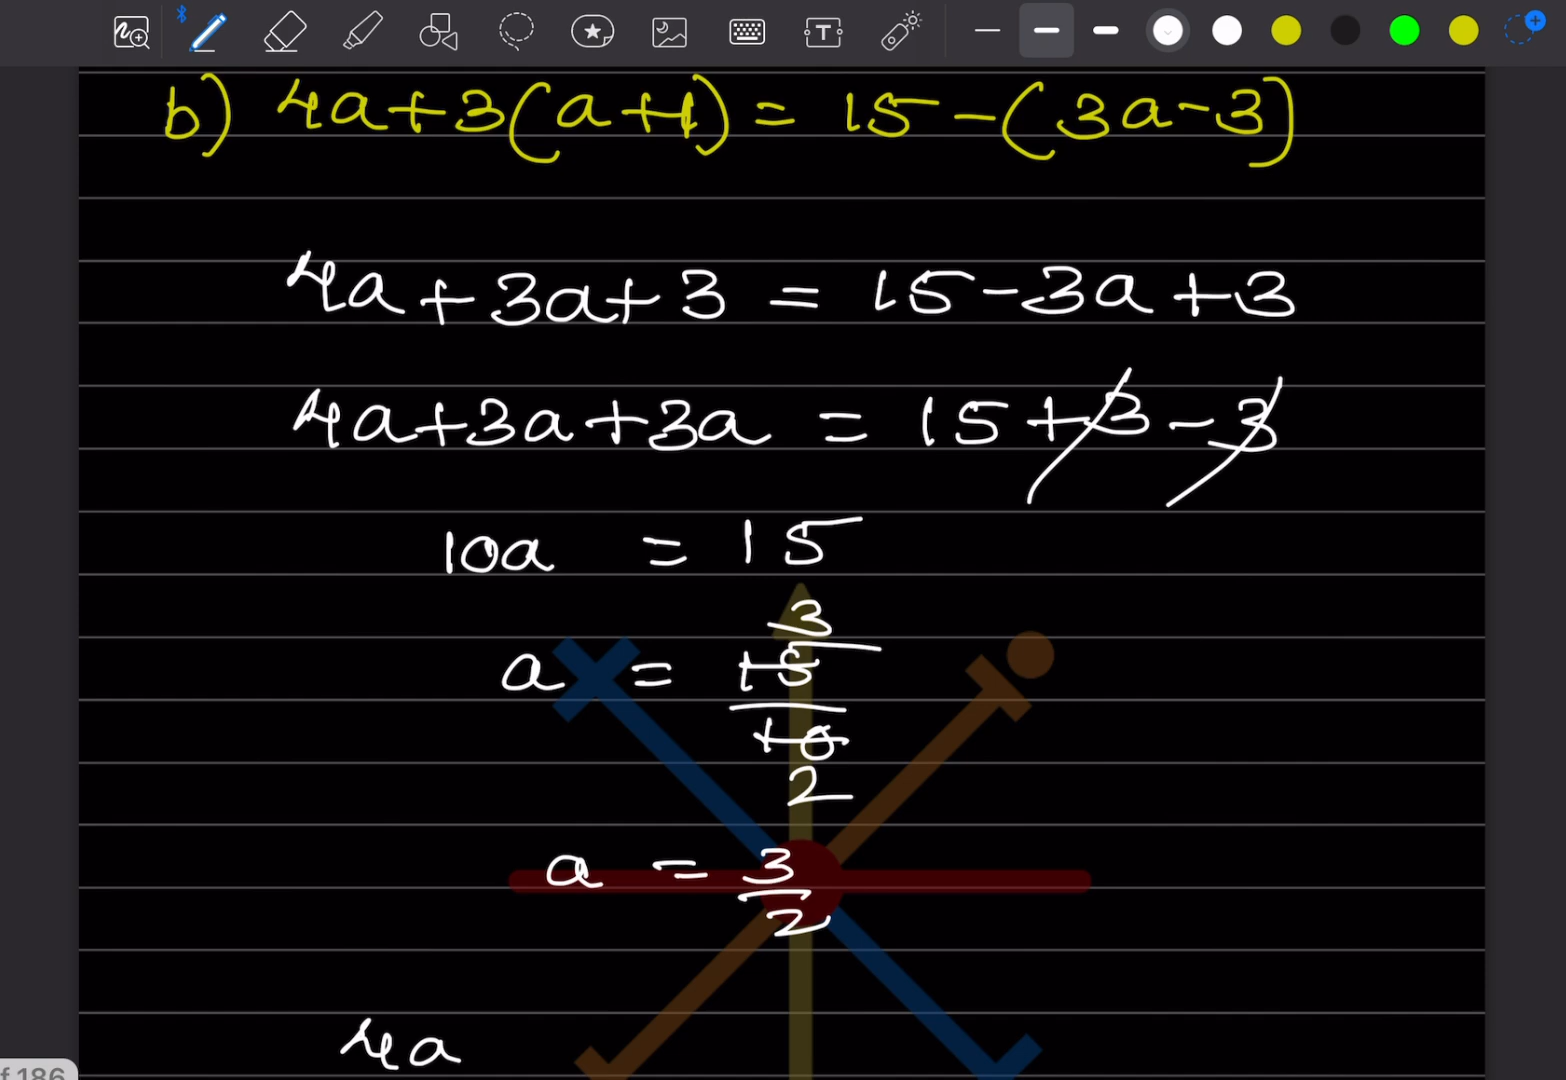 b) 4a+3(a+1) = 15-(3a-3)
4a+3a+3 = 15-3a+3
4a+3a+3a = 15+3-3
10a = 15
3
a = 15
10
2
a = 3
2
4a
f 186